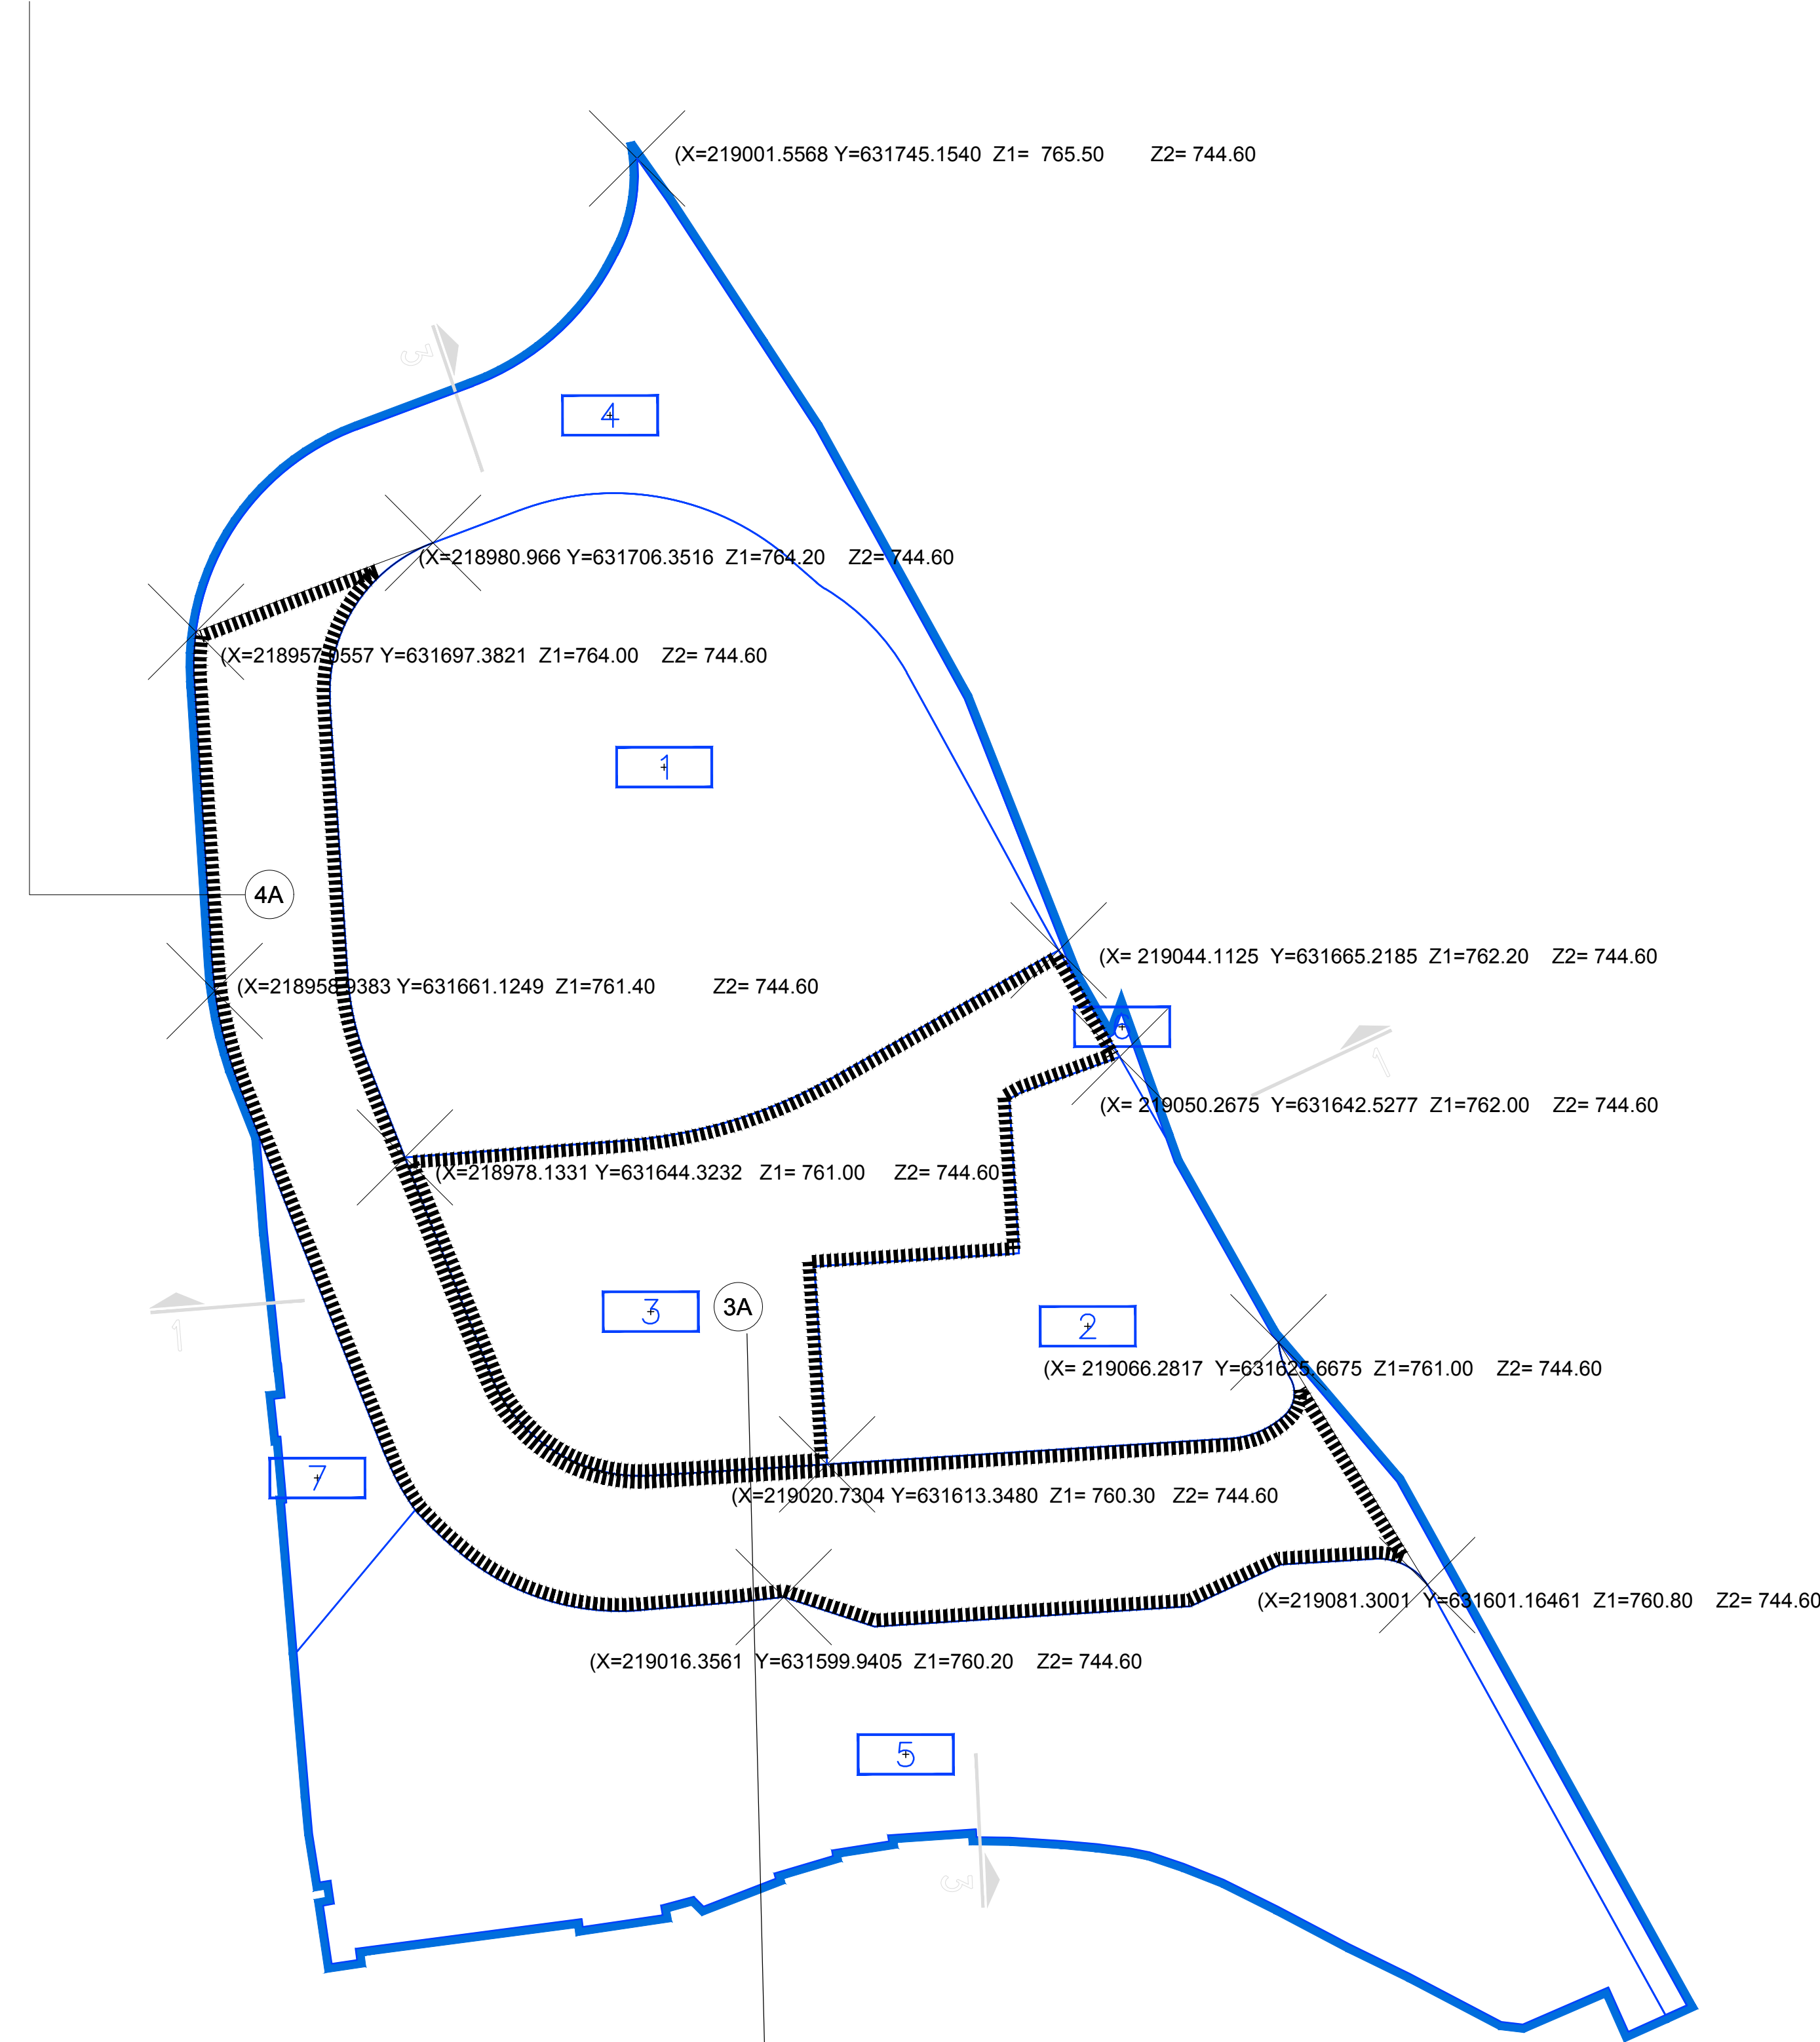 (X=219001.5568 Y=631745.1540 Z1= 765.50 Z2= 744.60
3
4
(X=218980.966 Y=631706.3516 Z1=764.20 Z2= 744.60
(X=218957.0557 Y=631697.3821 Z1=764.00 Z2= 744.60
1
4A
(X= 219044.1125 Y=631665.2185 Z1=762.20 Z2= 744.60
(X=218958.9383 Y=631661.1249 Z1=761.40 Z2= 744.60
6
1
(X= 219050.2675 Y=631642.5277 Z1=762.00 Z2= 744.60
(X=218978.1331 Y=631644.3232 Z1= 761.00 Z2= 744.60
3
3A
2
1
(X= 219066.2817 Y=631625.6675 Z1=761.00 Z2= 744.60
7
(X=219020.7304 Y=631613.3480 Z1= 760.30 Z2= 744.60
(X=219081.3001 Y=631601.16461 Z1=760.80 Z2= 744.60
(X=219016.3561 Y=631599.9405 Z1=760.20 Z2= 744.60
5
3